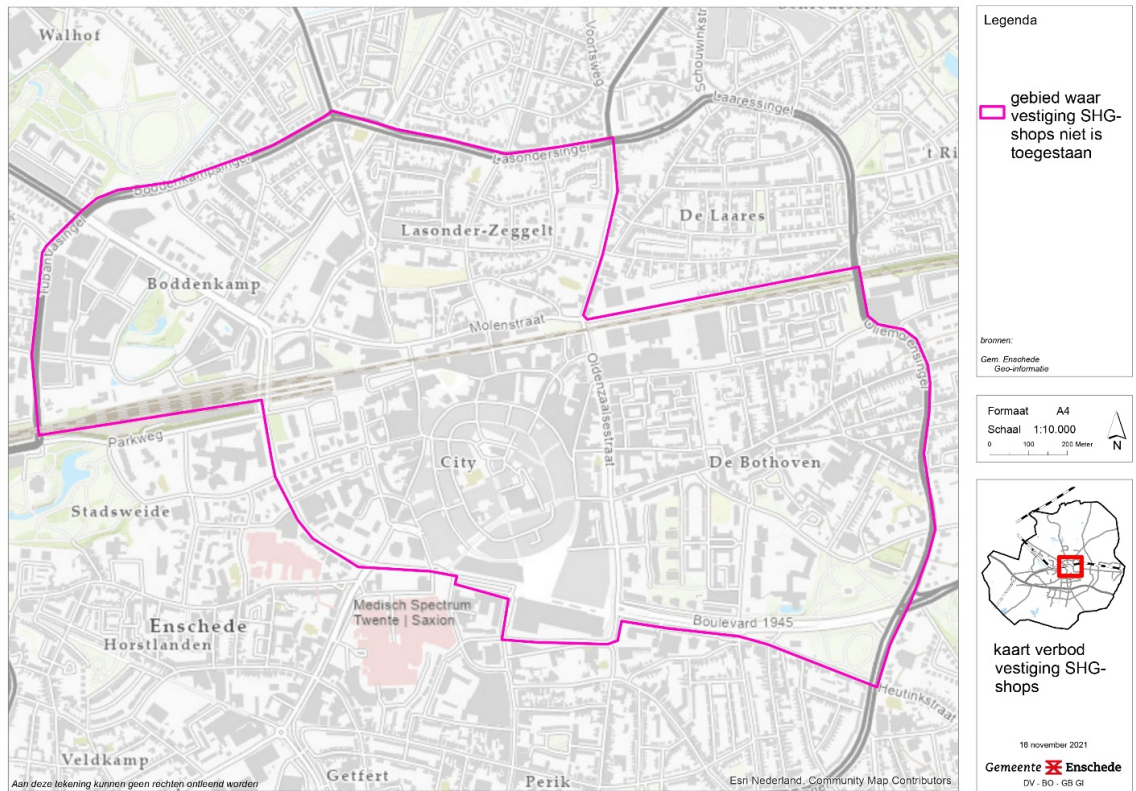 Walhof
Voortsweg
Schouwinkstr
Laaressingel
Lasondersingel
't Ri
Boddenkampsingel
De Laares
Lasonder-Zeggelt
Tubantiasingel
Boddenkamp
Molenstraat
Oliemolensingel
Oldenzaalsestraat
Parkweg
City
De Bothoven
Stadsweide
Medisch Spectrum
Twente | Saxion
Boulevard 1945
Enschede
Horstlanden
Heutinkstraat
Veldkamp
Getfert
Perik
Aan deze tekening kunnen geen rechten ontleend worden
Esri Nederland, Community Map Contributors
Legenda
gebied waar
vestiging SHG-
shops niet is
toegestaan
bronnen:
Gem. Enschede
Geo-informatie
Formaat A4
Schaal 1:10.000
0 100 200 Meter
N
kaart verbod
vestiging SHG-
shops
16 november 2021
Gemeente Enschede
DV - BO - GB GI